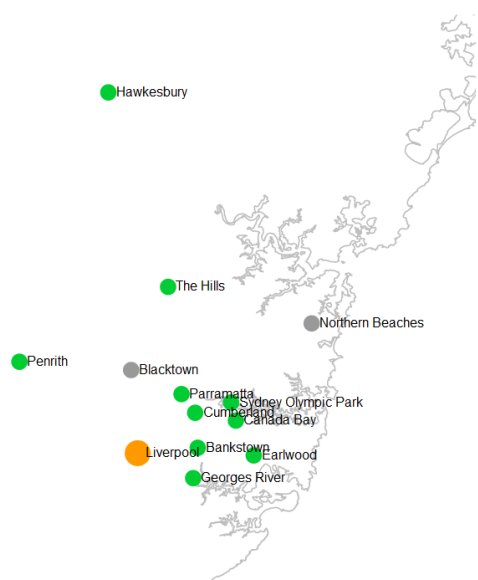 Hawkesbury
The Hills
Northern Beaches
Penrith
Blacktown
Parramatta
Sydney Olympic Park
Cumberland
Canada Bay
Bankstown
Liverpool
Earlwood
Georges River